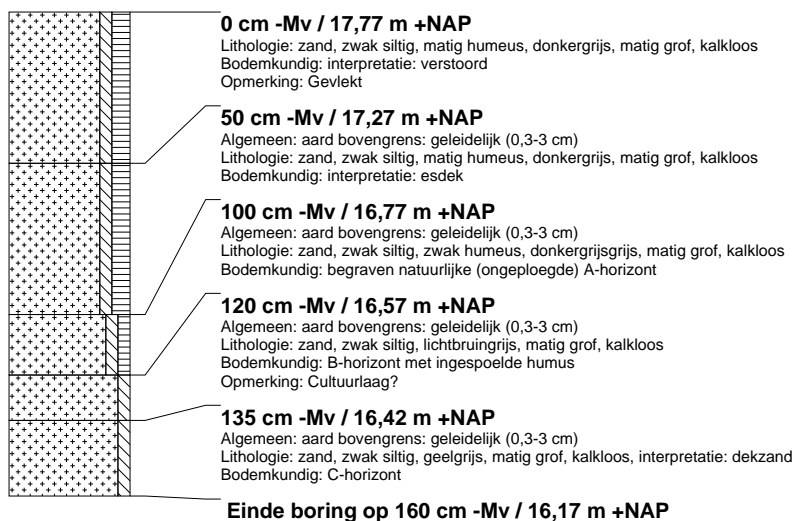 0 cm -Mv / 17,77 m +NAP
Lithologie: zand, zwak siltig, matig humeus, donkergrijs, matig grof, kalkloos
Bodemkundig: interpretatie: verstoord
Opmerking: Gevlekt
50 cm -Mv / 17,27 m +NAP
Algemeen: aard bovengrens: geleidelijk (0,3-3 cm)
Lithologie: zand, zwak siltig, matig humeus, donkergrijs, matig grof, kalkloos
Bodemkundig: interpretatie: esdek
100 cm -Mv / 16,77 m +NAP
Algemeen: aard bovengrens: geleidelijk (0,3-3 cm)
Lithologie: zand, zwak siltig, zwak humeus, donkergrijsgrijs, matig grof, kalkloos
Bodemkundig: begraven natuurlijke (ongeploegde) A-horizont
120 cm -Mv / 16,57 m +NAP
Algemeen: aard bovengrens: geleidelijk (0,3-3 cm)
Lithologie: zand, zwak siltig, lichtbruingrijs, matig grof, kalkloos
Bodemkundig: B-horizont met ingespoelde humus
Opmerking: Cultuurlaag?
135 cm -Mv / 16,42 m +NAP
Algemeen: aard bovengrens: geleidelijk (0,3-3 cm)
Lithologie: zand, zwak siltig, geelgrijs, matig grof, kalkloos, interpretatie: dekzand
Bodemkundig: C-horizont
Einde boring op 160 cm -Mv / 16,17 m +NAP